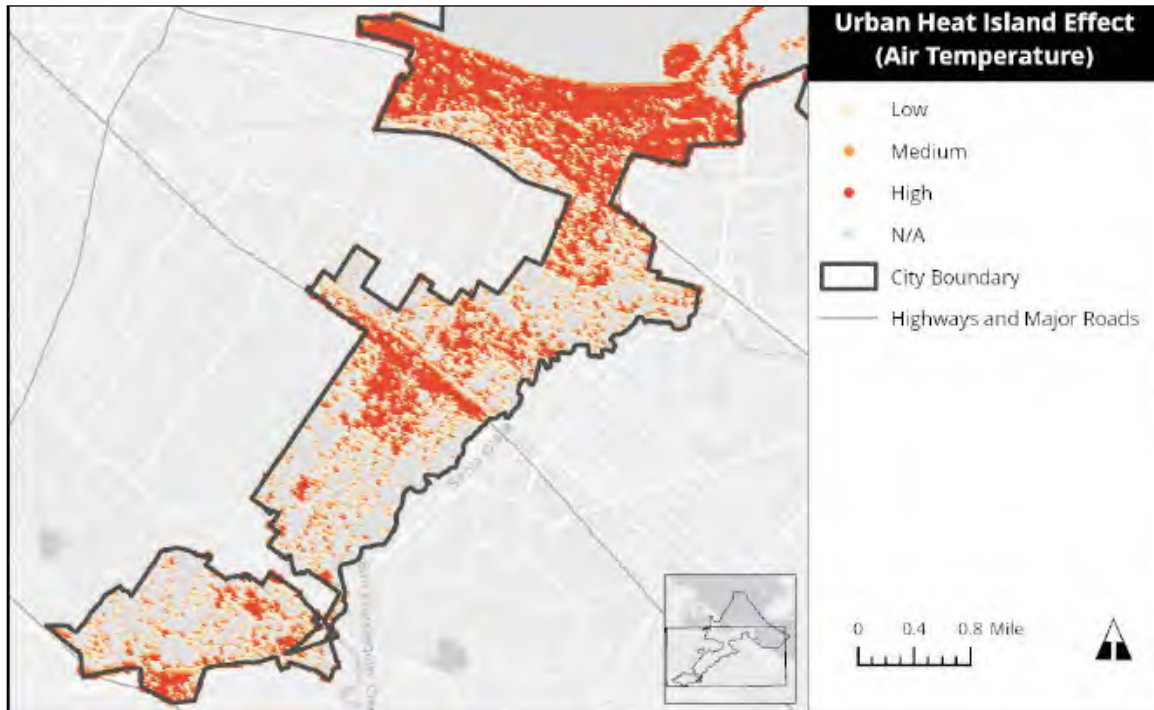 Urban Heat Island Effect
(Air Temperature)
Low
Medium
High
N/A
City Boundary
Highways and Major Roads
0 0.4 0.8 Mile